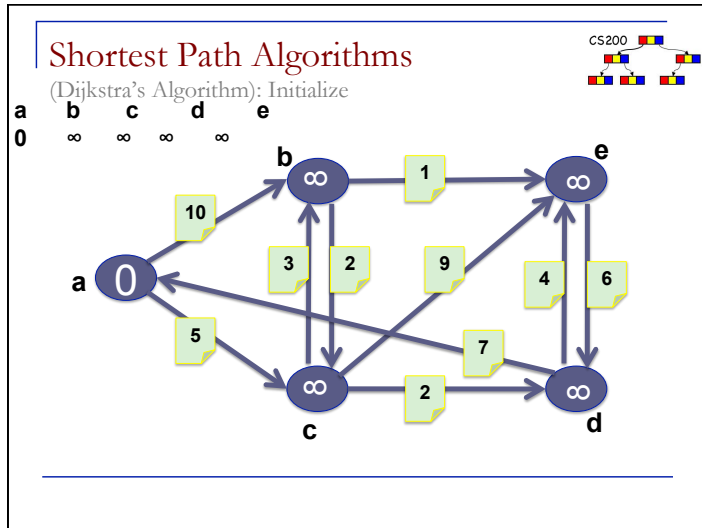 Shortest Path Algorithms
CS200
(Dijkstra's Algorithm): Initialize
a b c d e
0 ∞ ∞ ∞ ∞
b
e
∞ 1 ∞
10
3 2 9 4 6
a 0
5
7
∞ 2 ∞
c
d